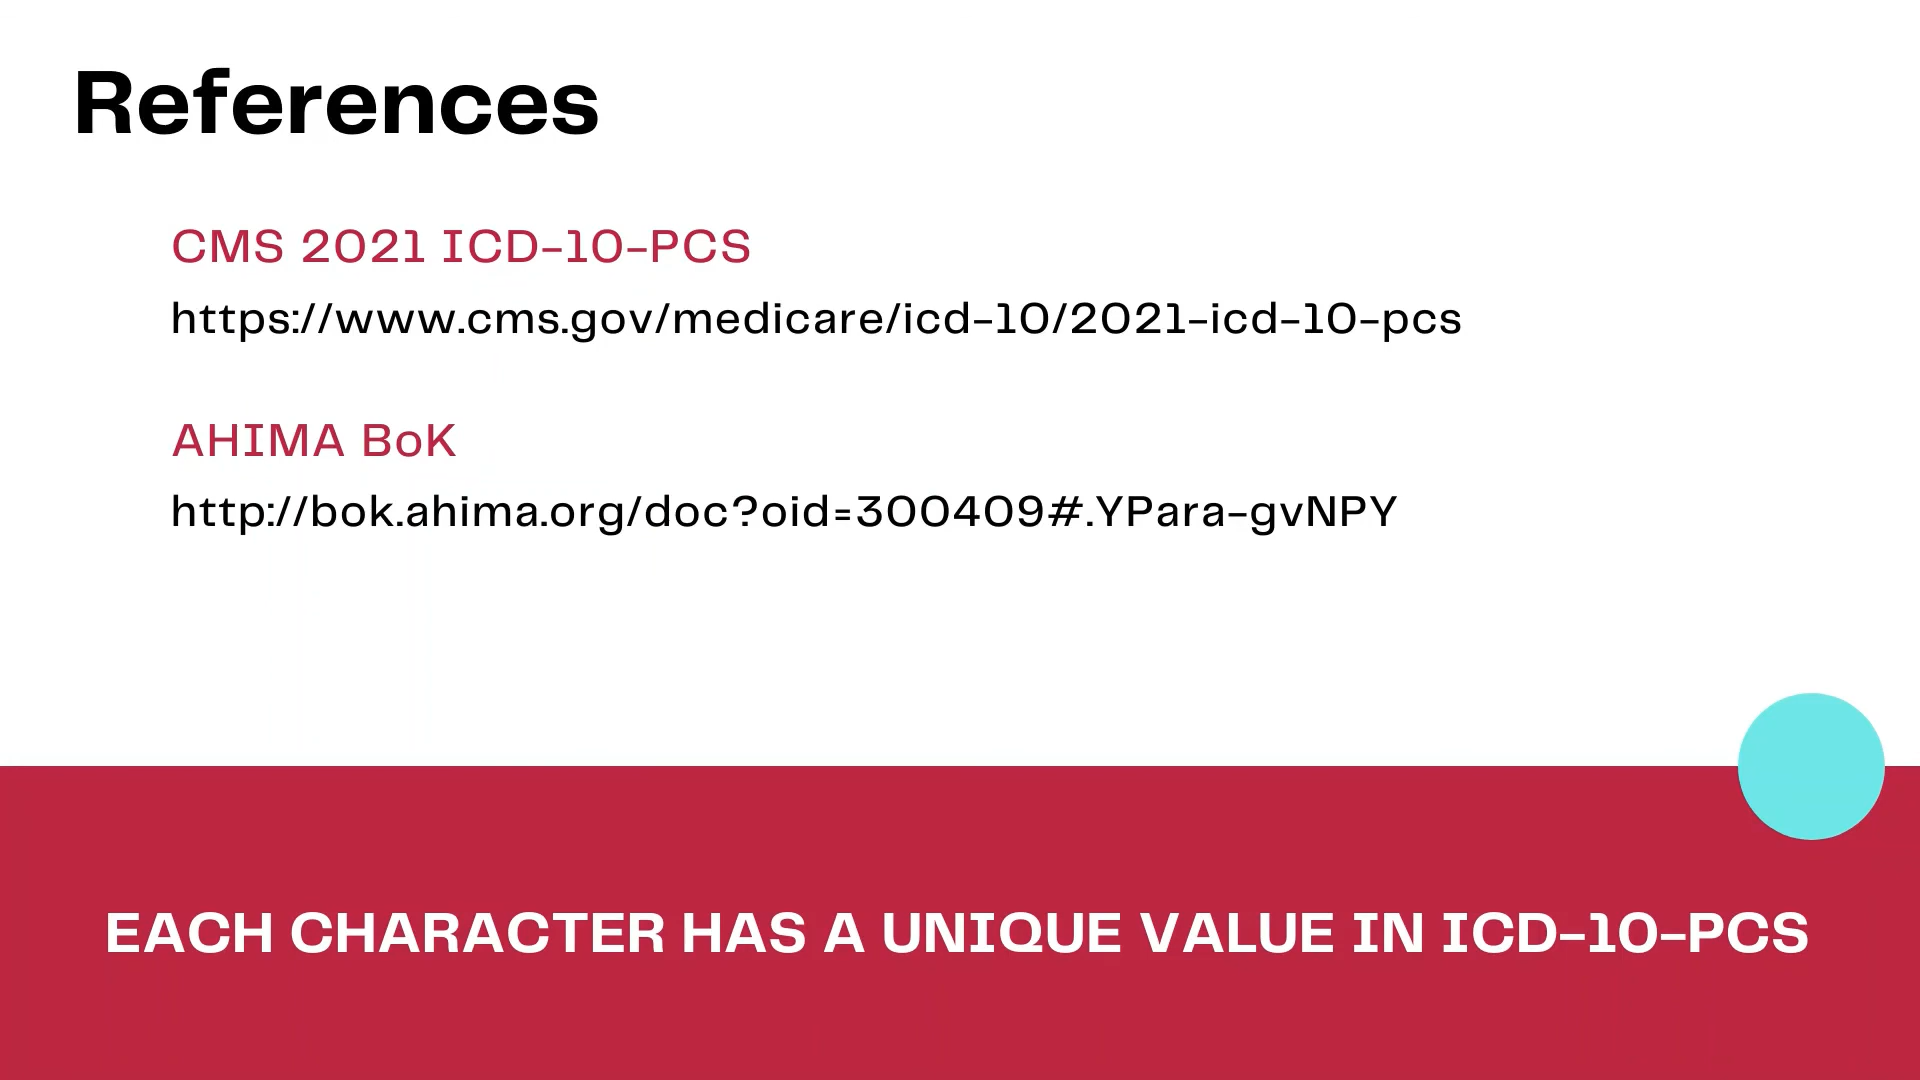 References
CMS 2021 ICD-10-PCS
https://www.cms.gov/medicare/icd-10/2021-icd-10-pcs
AHIMA BoK
http://bok.ahima.org/doc?oid=300409#.YPara-gvNPY
EACH CHARACTER HAS A UNIQUE VALUE IN ICD-10-PCS